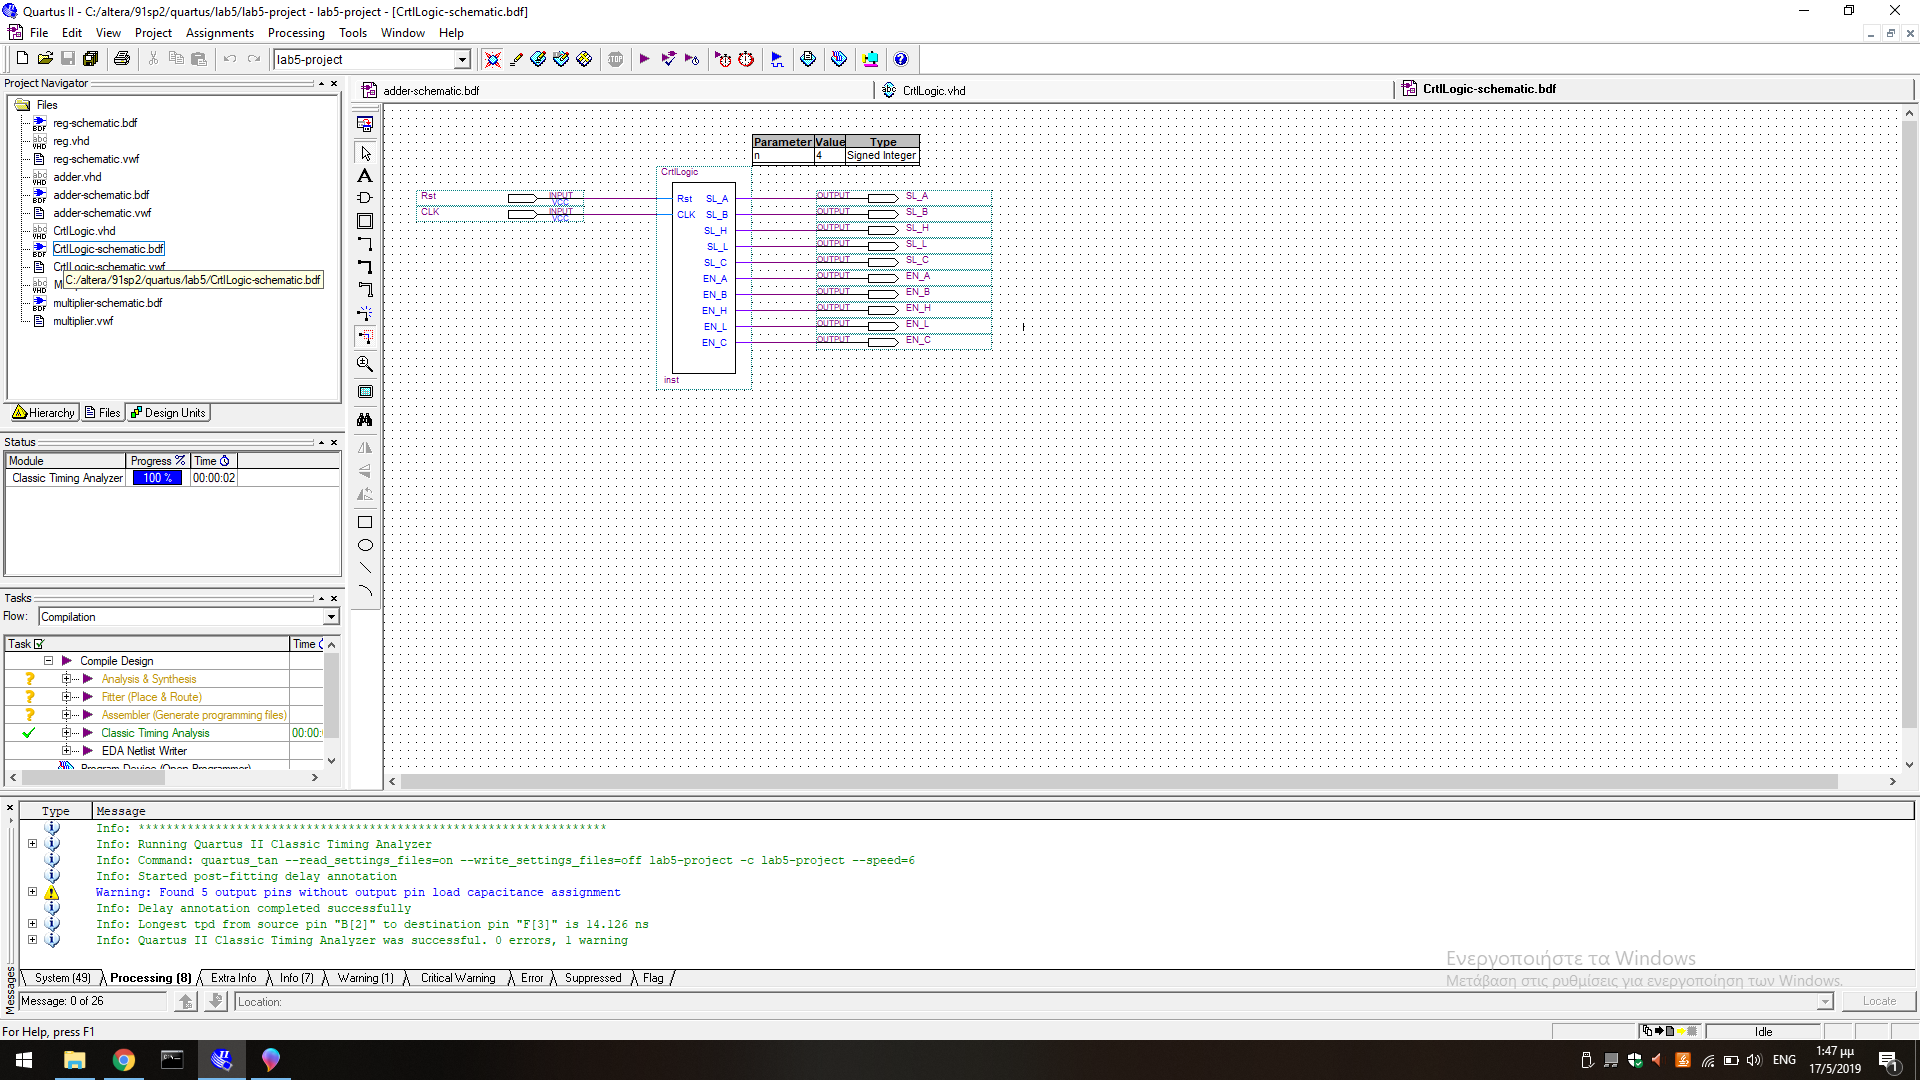 Quartus II - C:/altera/91sp2/quartus/lab5/lab5-project - lab5-project - [CrtlLogic-schematic.bdf]
File Edit View Project Assignments Processing Tools Window Help
lab5-project
Project Navigator
adder-schematic.bdf
CrtlLogic.vhd
CrtlLogic-schematic.bdf
Files
reg-schematic.bdf
reg.vhd
reg-schematic.vwf
adder.vhd
adder-schematic.bdf
adder-schematic.vwf
CrtlLogic.vhd
CrtlLogic-schematic.bdf
CrtlLogic-schematic.vwf
C:/altera/91sp2/quartus/lab5/CrtlLogic-schematic.bdf
multiplier-schematic.bdf
multiplier.vwf
Hierarchy Files Design Units
Parameter Value Type
n 4 Signed Integer
CrtlLogic
Rst INPUT VCC
CLK INPUT VCC
Rst SL_A
CLK SL_B
SL_H
SL_L
SL_C
EN_A
EN_B
EN_H
EN_L
EN_C
inst
OUTPUT SL_A
OUTPUT SL_B
OUTPUT SL_H
OUTPUT SL_L
OUTPUT SL_C
OUTPUT EN_A
OUTPUT EN_B
OUTPUT EN_H
OUTPUT EN_L
OUTPUT EN_C
Status
Module Progress % Time
Classic Timing Analyzer 100 % 00:00:02
Tasks
Flow: Compilation
Task Time
Compile Design
Analysis & Synthesis
Fitter (Place & Route)
Assembler (Generate programming files)
Classic Timing Analysis 00:00:
EDA Netlist Writer
Program Device (Open Programmer)
Type Message
Info: *******************************************************************
Info: Running Quartus II Classic Timing Analyzer
Info: Command: quartus_tan --read_settings_files=on --write_settings_files=off lab5-project -c lab5-project --speed=6
Info: Started post-fitting delay annotation
Warning: Found 5 output pins without output pin load capacitance assignment
Info: Delay annotation completed successfully
Info: Longest tpd from source pin "B[2]" to destination pin "F[3]" is 14.126 ns
Info: Quartus II Classic Timing Analyzer was successful. 0 errors, 1 warning
Ενεργοποιήστε τα Windows
Μετάβαση στις ρυθμίσεις για ενεργοποίηση των Windows.
System (49) Processing (8) Extra Info Info (7) Warning (1) Critical Warning Error Suppressed Flag
Messages
Message: 0 of 26
Location:
Locate
For Help, press F1
Idle
ENG
1:47 μμ
17/5/2019
1